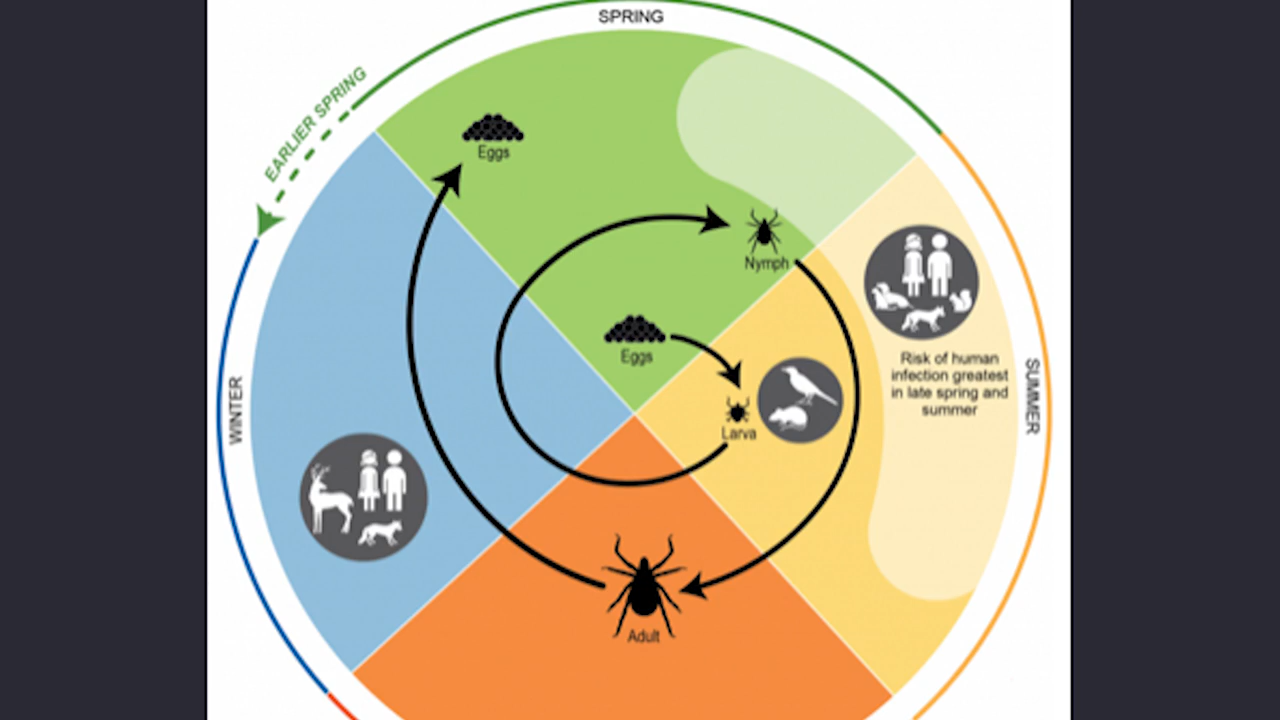 SPRING
EARLIER SPRING
Eggs
Nymph
Eggs
Larva
Risk of human
infection greatest
in late spring and
summer
SUMMER
WINTER
Adult